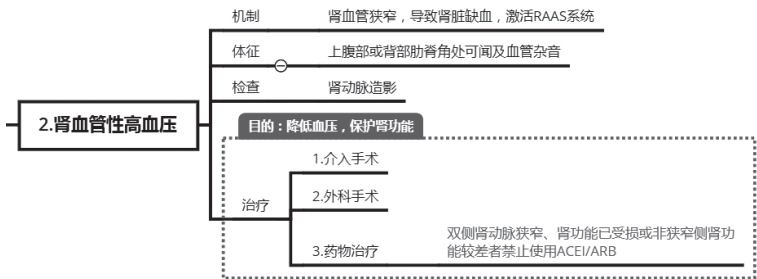 机制
肾血管狭窄，导致肾脏缺血，激活RAAS系统
体征
上腹部或背部肋脊角处可闻及血管杂音
检查
肾动脉造影
2.肾血管性高血压
目的：降低血压，保护肾功能
治疗
1.介入手术
2.外科手术
3.药物治疗
双侧肾动脉狭窄、肾功能已受损或非狭窄侧肾功
能较差者禁止使用ACEI/ARB